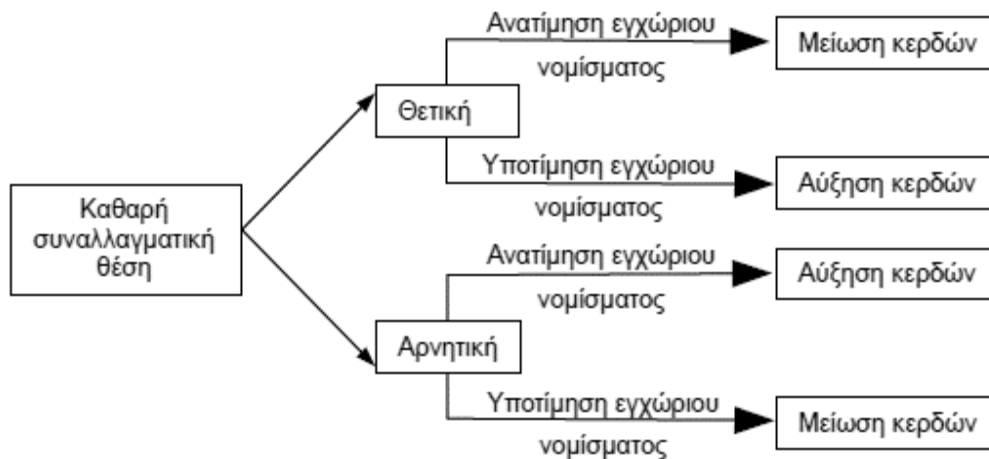 Ανατίμηση εγχώριου
νομίσματος
Μείωση κερδών
Θετική
Υποτίμηση εγχώριου
νομίσματος
Αύξηση κερδών
Καθαρή
συναλλαγματική
θέση
Ανατίμηση εγχώριου
νομίσματος
Αύξηση κερδών
Αρνητική
Υποτίμηση εγχώριου
νομίσματος
Μείωση κερδών